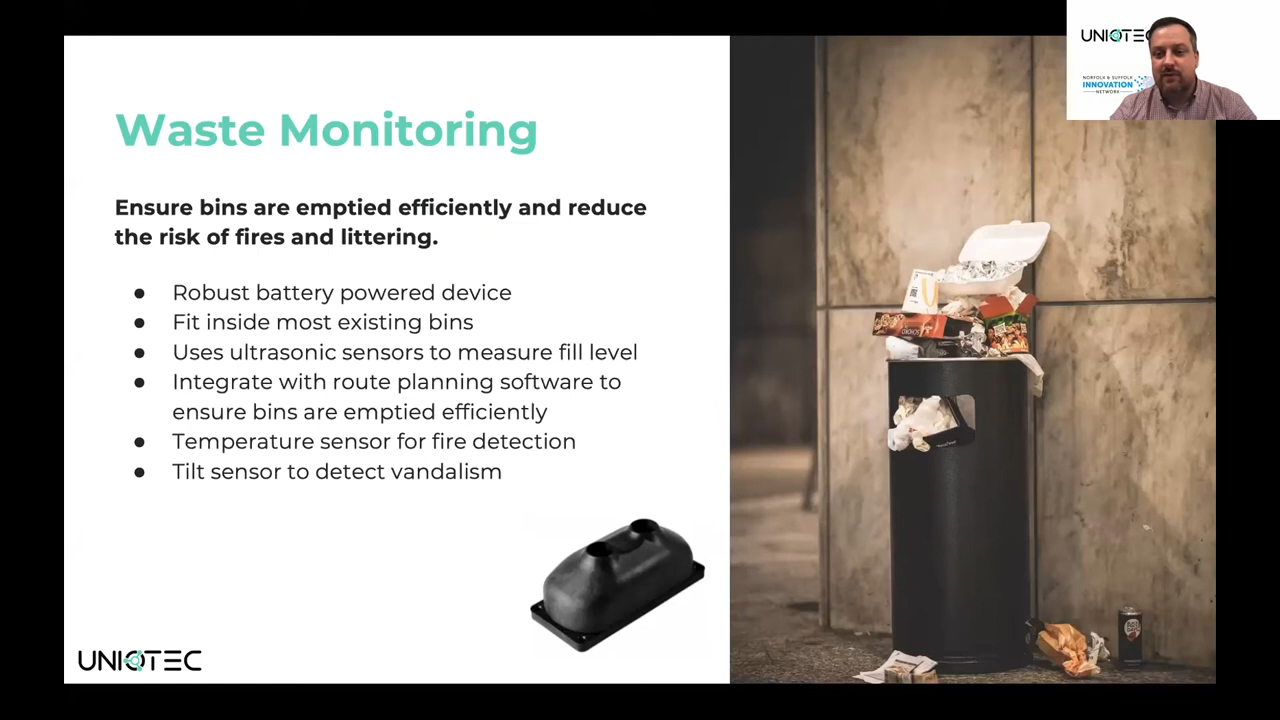 UNIQTEC
NORFOLK & SUFFOLK
INNOVATION
NETWORK
Waste Monitoring
Ensure bins are emptied efficiently and reduce
the risk of fires and littering.
● Robust battery powered device
● Fit inside most existing bins
● Uses ultrasonic sensors to measure fill level
● Integrate with route planning software to
ensure bins are emptied efficiently
● Temperature sensor for fire detection
● Tilt sensor to detect vandalism
UNIQTEC